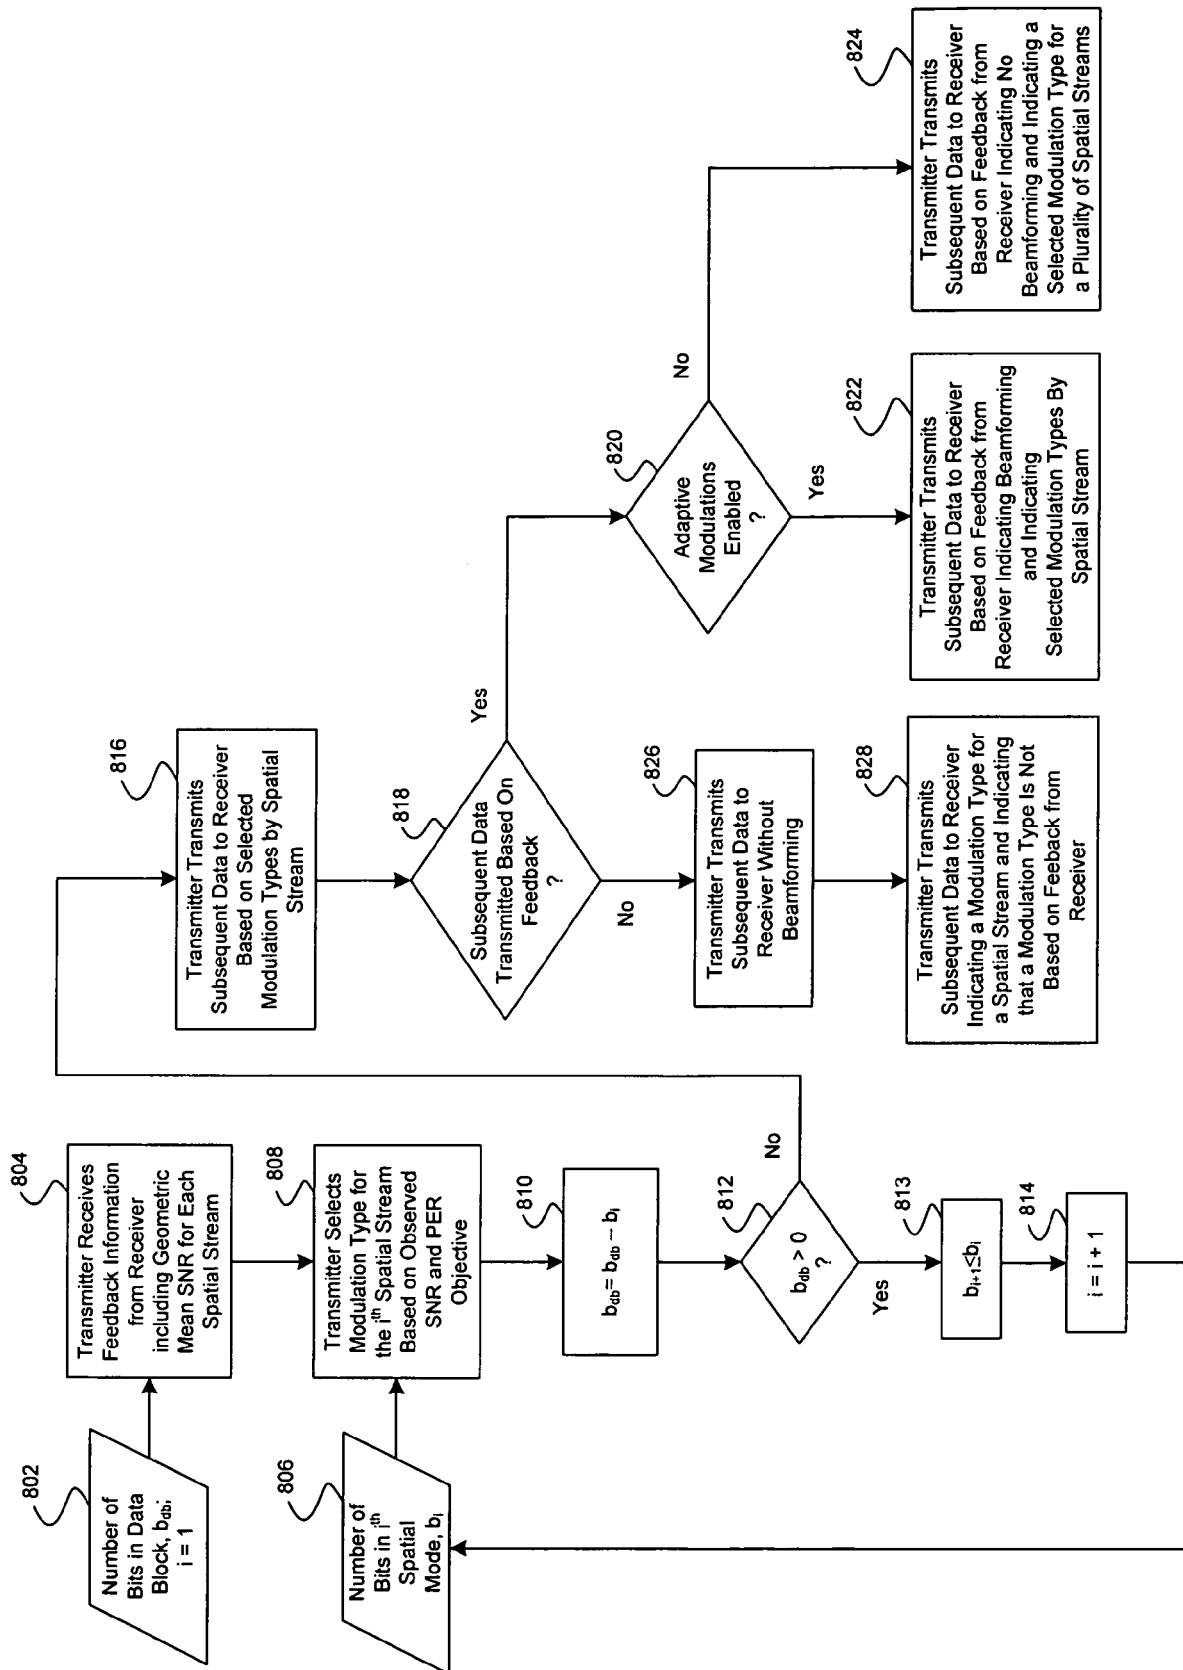 802
Number of
Bits in Data
Block, b_db,
i = 1
804
Transmitter Receives
Feedback Information
from Receiver
including Geometric
Mean SNR for Each
Spatial Stream
806
Number of
Bits in i^th
Spatial
Mode, b_i
808
Transmitter Selects
Modulation Type for
the i^th Spatial Stream
Based on Observed
SNR and PER
Objective
810
b_db = b_db – b_i
812
b_db > 0
?
No
Yes
813
b_i+1≤b_i
814
i = i + 1
816
Transmitter Transmits
Subsequent Data to Receiver
Based on Selected
Modulation Types by Spatial
Stream
818
Subsequent Data
Transmitted Based On
Feedback
?
Yes
No
820
Adaptive
Modulations
Enabled
?
No
Yes
826
Transmitter Transmits
Subsequent Data to
Receiver Without
Beamforming
828
Transmitter Transmits
Subsequent Data to Receiver
Indicating a Modulation Type for
a Spatial Stream and Indicating
that a Modulation Type Is Not
Based on Feeback from
Receiver
822
Transmitter Transmits
Subsequent Data to Receiver
Based on Feedback from
Receiver Indicating Beamforming
and Indicating
Selected Modulation Types By
Spatial Stream
824
Transmitter Transmits
Subsequent Data to Receiver
Based on Feedback from
Receiver Indicating No
Beamforming and Indicating a
Selected Modulation Type for
a Plurality of Spatial Streams